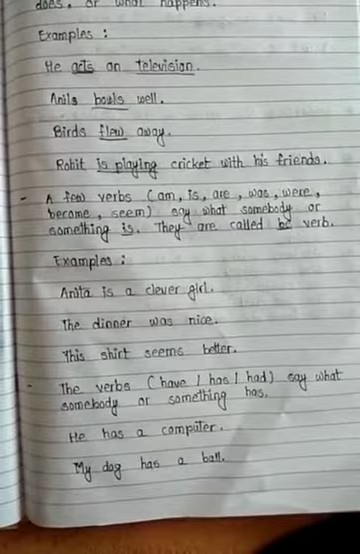 does, or what happens.
Examples :
He acts on television.
Anila bowls well.
Birds flew away.
Rohit is playing cricket with his friends.
- A few verbs (am, is, are, was, were,
become, seem) say what somebody or
something is. They are called be verb.
Examples :
Anita is a clever girl.
The dinner was nice.
This shirt seems better.
- The verbs (have / has / had) say what
somebody or something has.
He has a computer.
My dog has a ball.